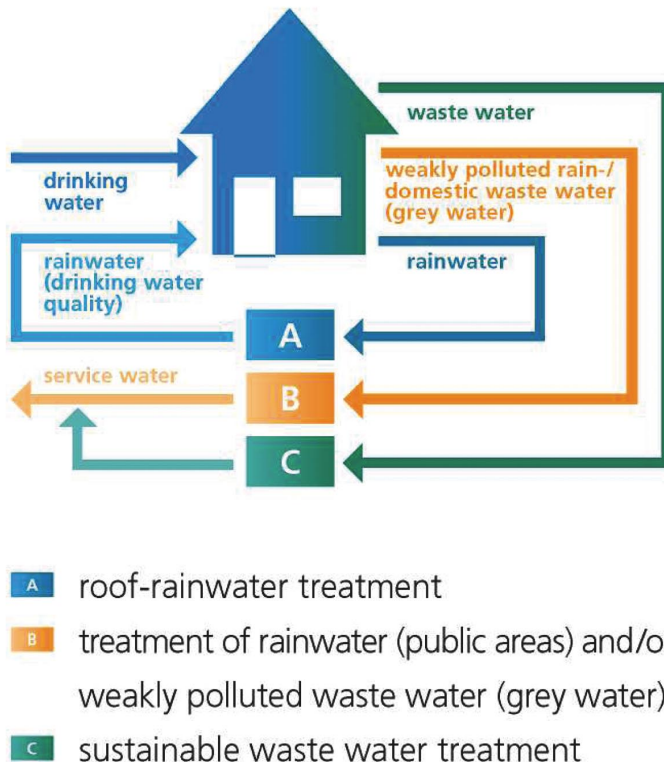 waste water
drinking
water
weakly polluted rain-/
domestic waste water
(grey water)
rainwater
(drinking water
quality)
rainwater
A
service water
B
C
A roof-rainwater treatment
B treatment of rainwater (public areas) and/o
weakly polluted waste water (grey water)
C sustainable waste water treatment